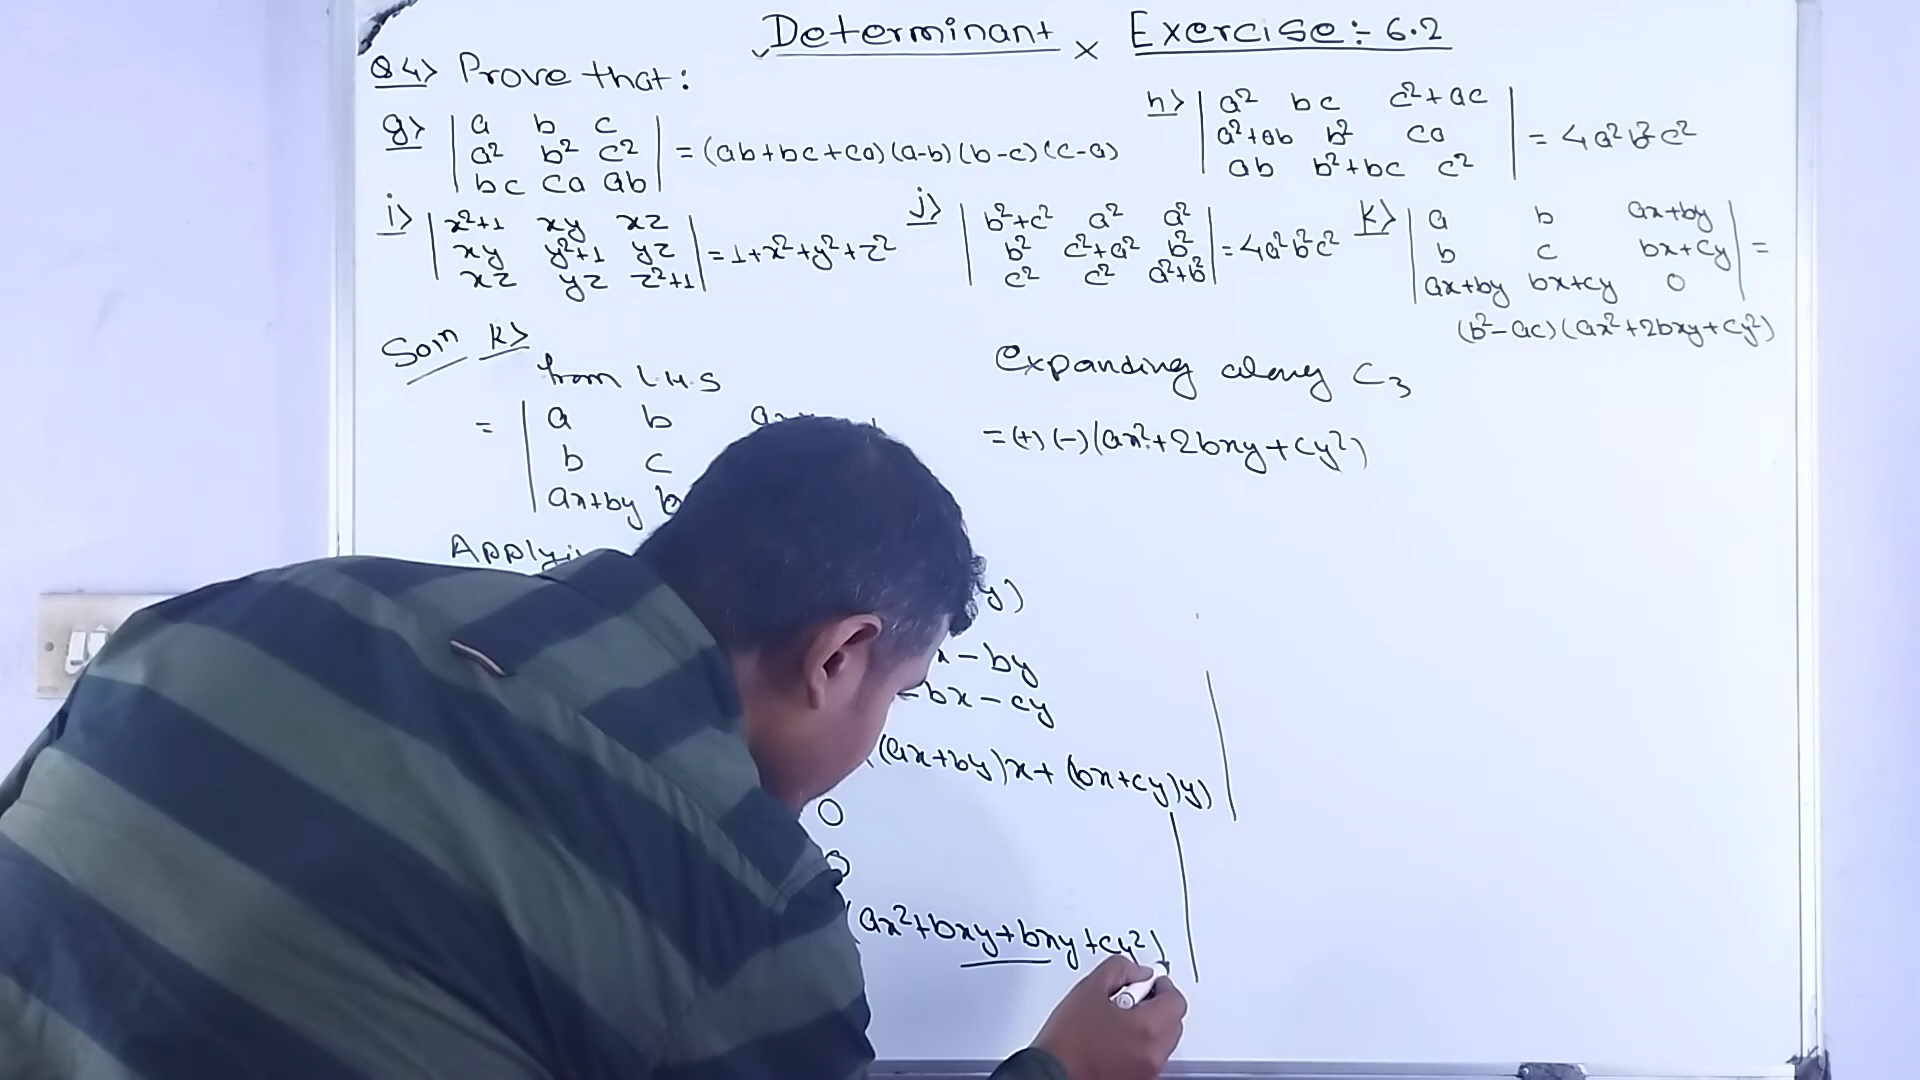 Determinant × Exercise:- 6.2
Q4> Prove that:
g> | a b c |
| a² b² c² | = (ab+bc+ca)(a-b)(b-c)(c-a)
| bc ca ab |
h> | a² bc c²+ac |
| a²+ab b² ca | = 4a²b²c²
| ab b²+bc c² |
i> | x²+1 xy xz |
| xy y²+1 yz | = 1+x²+y²+z²
| xz yz z²+1 |
j> | b²+c² a² a² |
| b² c²+a² b² | = 4a²b²c²
| c² c² a²+b² |
k> | a b ax+by |
| b c bx+cy | =
| ax+by bx+cy 0 |
(b²-ac)(ax²+2bxy+cy²)
Soln k>
from L.H.S
= | a b
b c
ax+by
y)
x-by
-bx-cy
(ax+by)x+(bx+cy)y) |
0
0
(ax²+bxy+bxy+cy²) |
Expanding along C₃
= (+) (-) (ax²+2bxy+cy²)